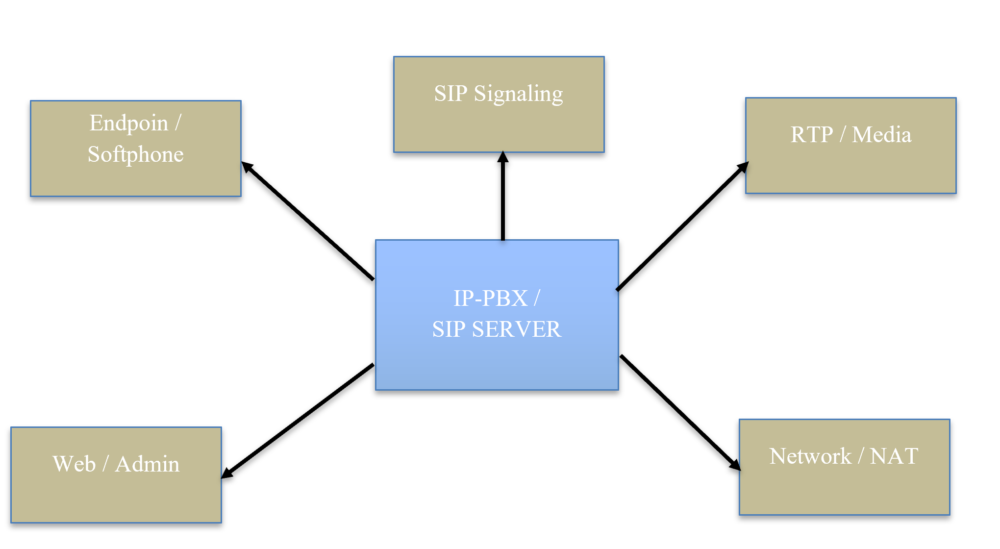 SIP Signaling
Endpoin /
Softphone
RTP / Media
IP-PBX /
SIP SERVER
Web / Admin
Network / NAT